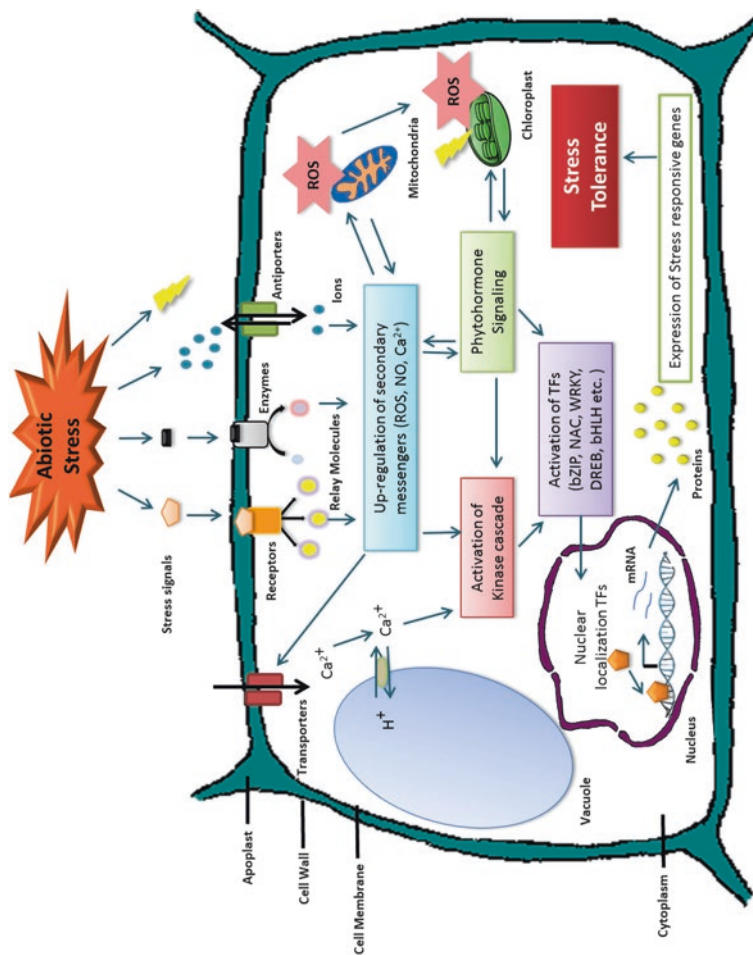 Abiotic
Stress
Stress signals
Receptors
Enzymes
Antiporters
Ions
Relay Molecules
Transporters
Apoplast
Cell Wall
Cell Membrane
Cytoplasm
Ca²⁺
Ca²⁺
H⁺
Vacuole
Up-regulation of secondary
messengers (ROS, NO, Ca²⁺)
ROS
Mitochondria
ROS
Chloroplast
Activation of
Kinase cascade
Phytohormone
Signaling
Activation of TFs
(bZIP, NAC, WRKY,
DREB, bHLH etc.)
Nuclear
localization TFs
mRNA
Nucleus
Proteins
Expression of Stress responsive genes
Stress
Tolerance